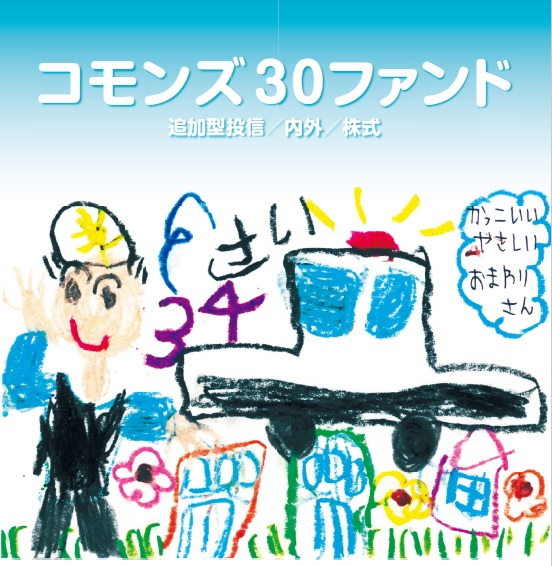 コモンズ30ファンド
追加型投信／内外／株式
6さい
34
かっこいい
やさしい
おまわり
さん